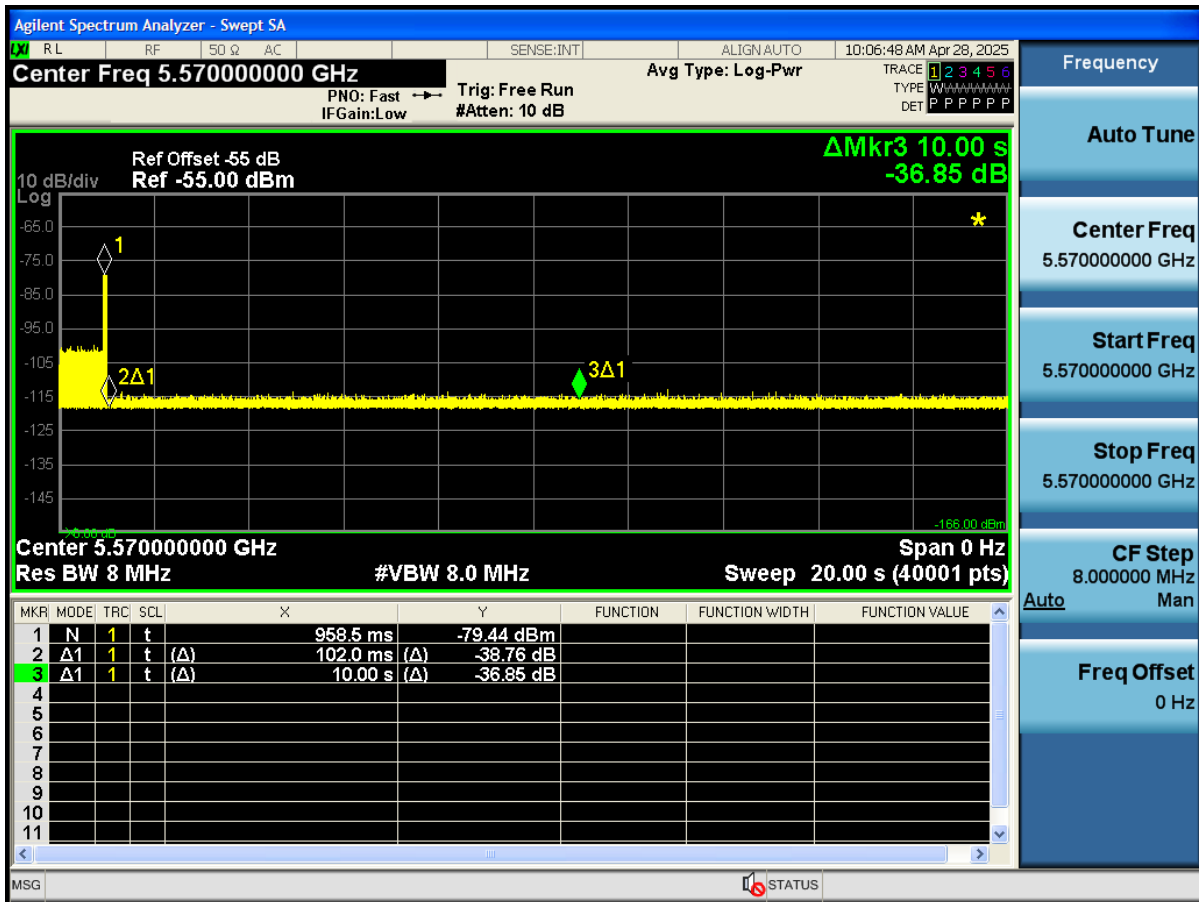 Agilent Spectrum Analyzer - Swept SA
LXI RL RF 50 Ω AC SENSE:INT ALIGN AUTO 10:06:48 AM Apr 28, 2025
Center Freq 5.570000000 GHz
PNO: Fast
IFGain:Low
Trig: Free Run
#Atten: 10 dB
Avg Type: Log-Pwr
TRACE 1 2 3 4 5 6
TYPE W
DET P P P P P P
ΔMkr3 10.00 s
-36.85 dB
Ref Offset -55 dB
10 dB/div Ref -55.00 dBm
Log
-65.0
-75.0
-85.0
-95.0
-105
-115
-125
-135
-145
1
2Δ1
3Δ1
*
>0.00 dB
-166.00 dBm
Center 5.570000000 GHz Span 0 Hz
Res BW 8 MHz #VBW 8.0 MHz Sweep 20.00 s (40001 pts)
MKR MODE TRC SCL X Y FUNCTION FUNCTION WIDTH FUNCTION VALUE
1 N 1 t 958.5 ms -79.44 dBm
2 Δ1 1 t (Δ) 102.0 ms (Δ) -38.76 dB
3 Δ1 1 t (Δ) 10.00 s (Δ) -36.85 dB
4
5
6
7
8
9
10
11
MSG STATUS
Frequency
Auto Tune
Center Freq
5.570000000 GHz
Start Freq
5.570000000 GHz
Stop Freq
5.570000000 GHz
CF Step
8.000000 MHz
Auto Man
Freq Offset
0 Hz